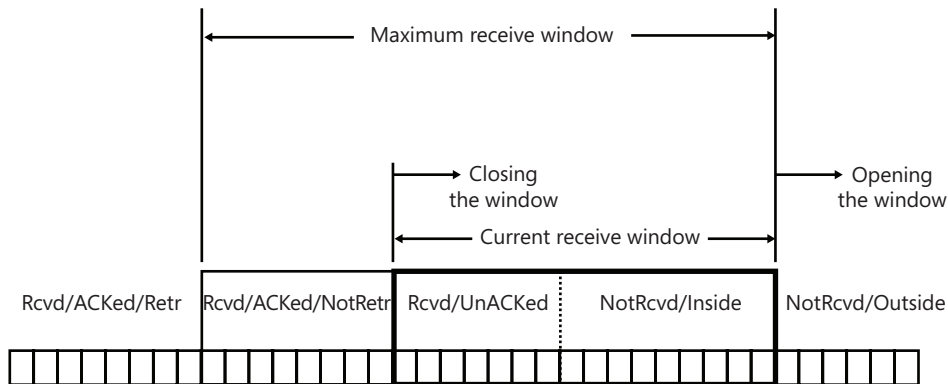 Maximum receive window
Closing
the window
Opening
the window
Current receive window
Rcvd/ACKed/Retr
Rcvd/ACKed/NotRetr
Rcvd/UnACKed
NotRcvd/Inside
NotRcvd/Outside